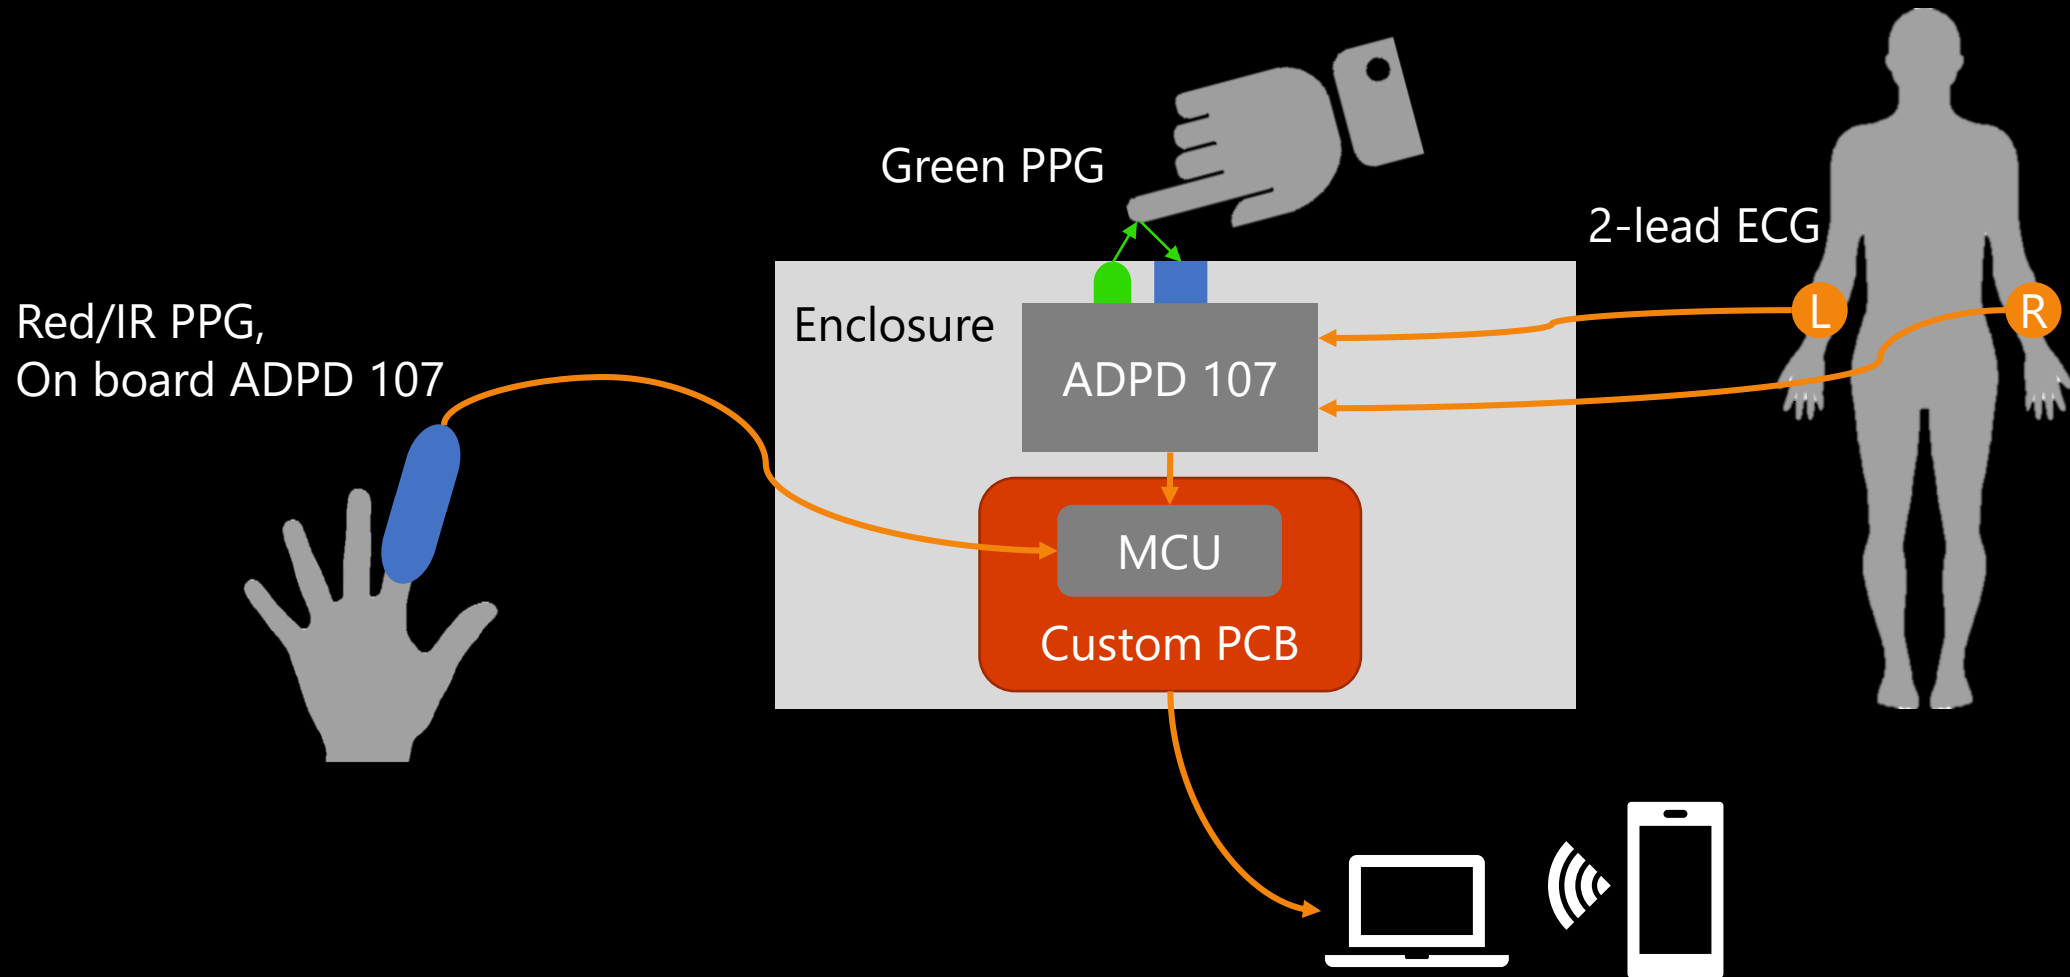 Green PPG
2-lead ECG
Red/IR PPG,
On board ADPD 107
Enclosure
ADPD 107
L
R
MCU
Custom PCB